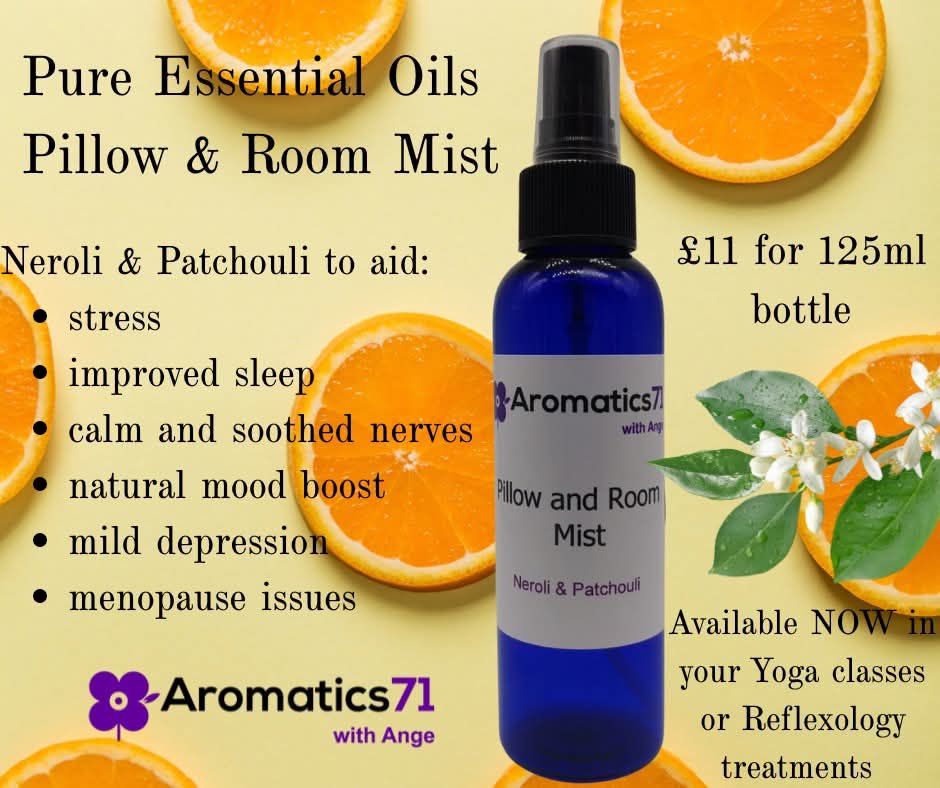 Pure Essential Oils
Pillow & Room Mist
Neroli & Patchouli to aid:
• stress
• improved sleep
• calm and soothed nerves
• natural mood boost
• mild depression
• menopause issues
Aromatics71
with Ange
Aromatics71
with Ange
Pillow and Room
Mist
Neroli & Patchouli
£11 for 125ml
bottle
Available NOW in
your Yoga classes
or Reflexology
treatments